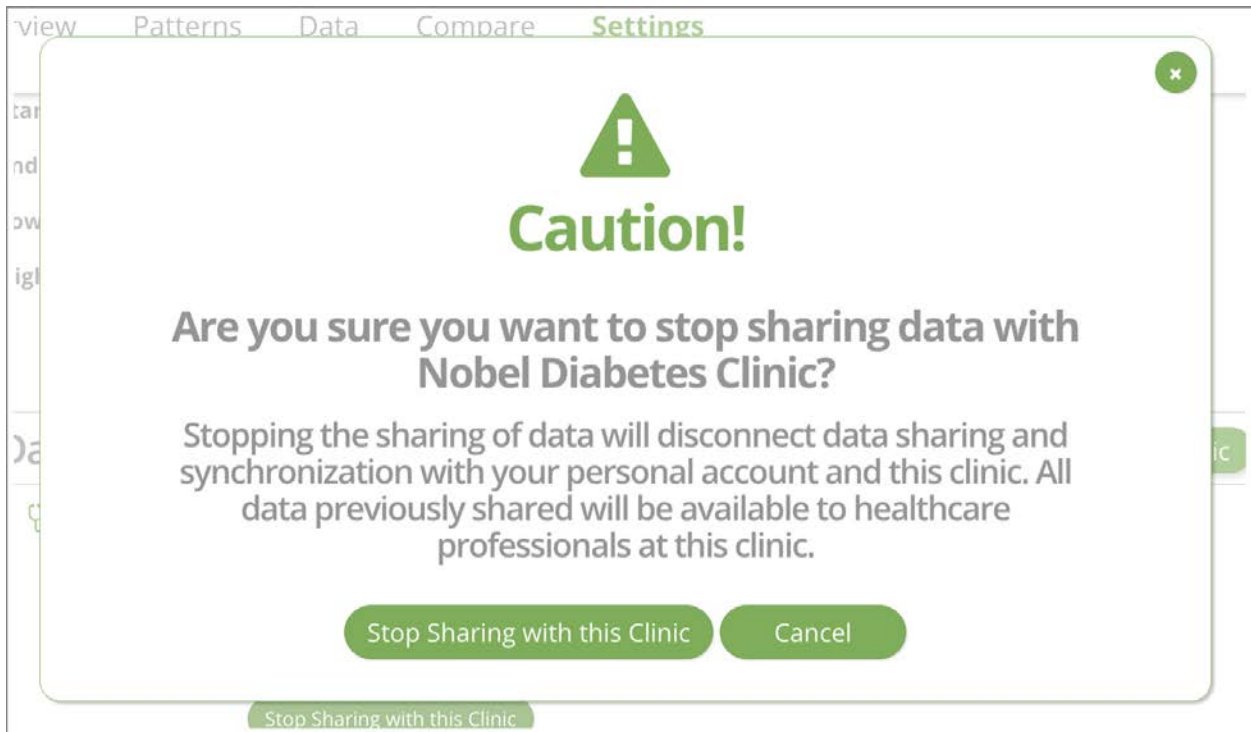 Patterns Data Compare Settings
Caution!
Are you sure you want to stop sharing data with
Nobel Diabetes Clinic?
Stopping the sharing of data will disconnect data sharing and
synchronization with your personal account and this clinic. All
data previously shared will be available to healthcare
professionals at this clinic.
Stop Sharing with this Clinic Cancel
Stop Sharing with this Clinic